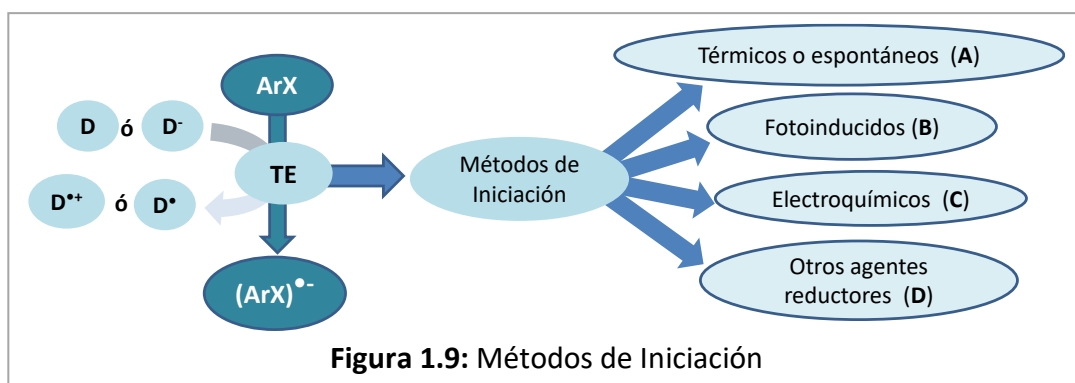 ArX
D ó D⁻
TE
D•+ ó D•
(ArX)•-
Métodos de
Iniciación
Térmicos o espontáneos (A)
Fotoinducidos (B)
Electroquímicos (C)
Otros agentes
reductores (D)
Figura 1.9: Métodos de Iniciación